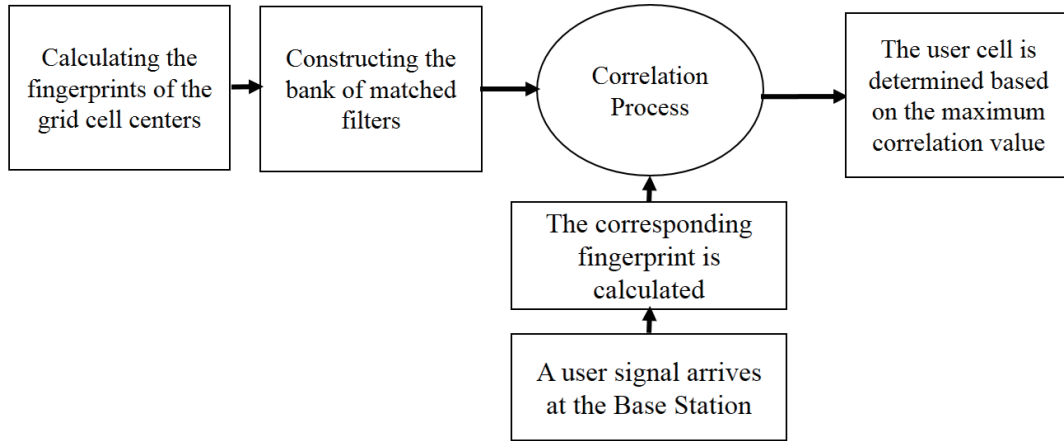 Calculating the
fingerprints of the
grid cell centers
Constructing the
bank of matched
filters
Correlation
Process
The user cell is
determined based
on the maximum
correlation value
The corresponding
fingerprint is
calculated
A user signal arrives
at the Base Station